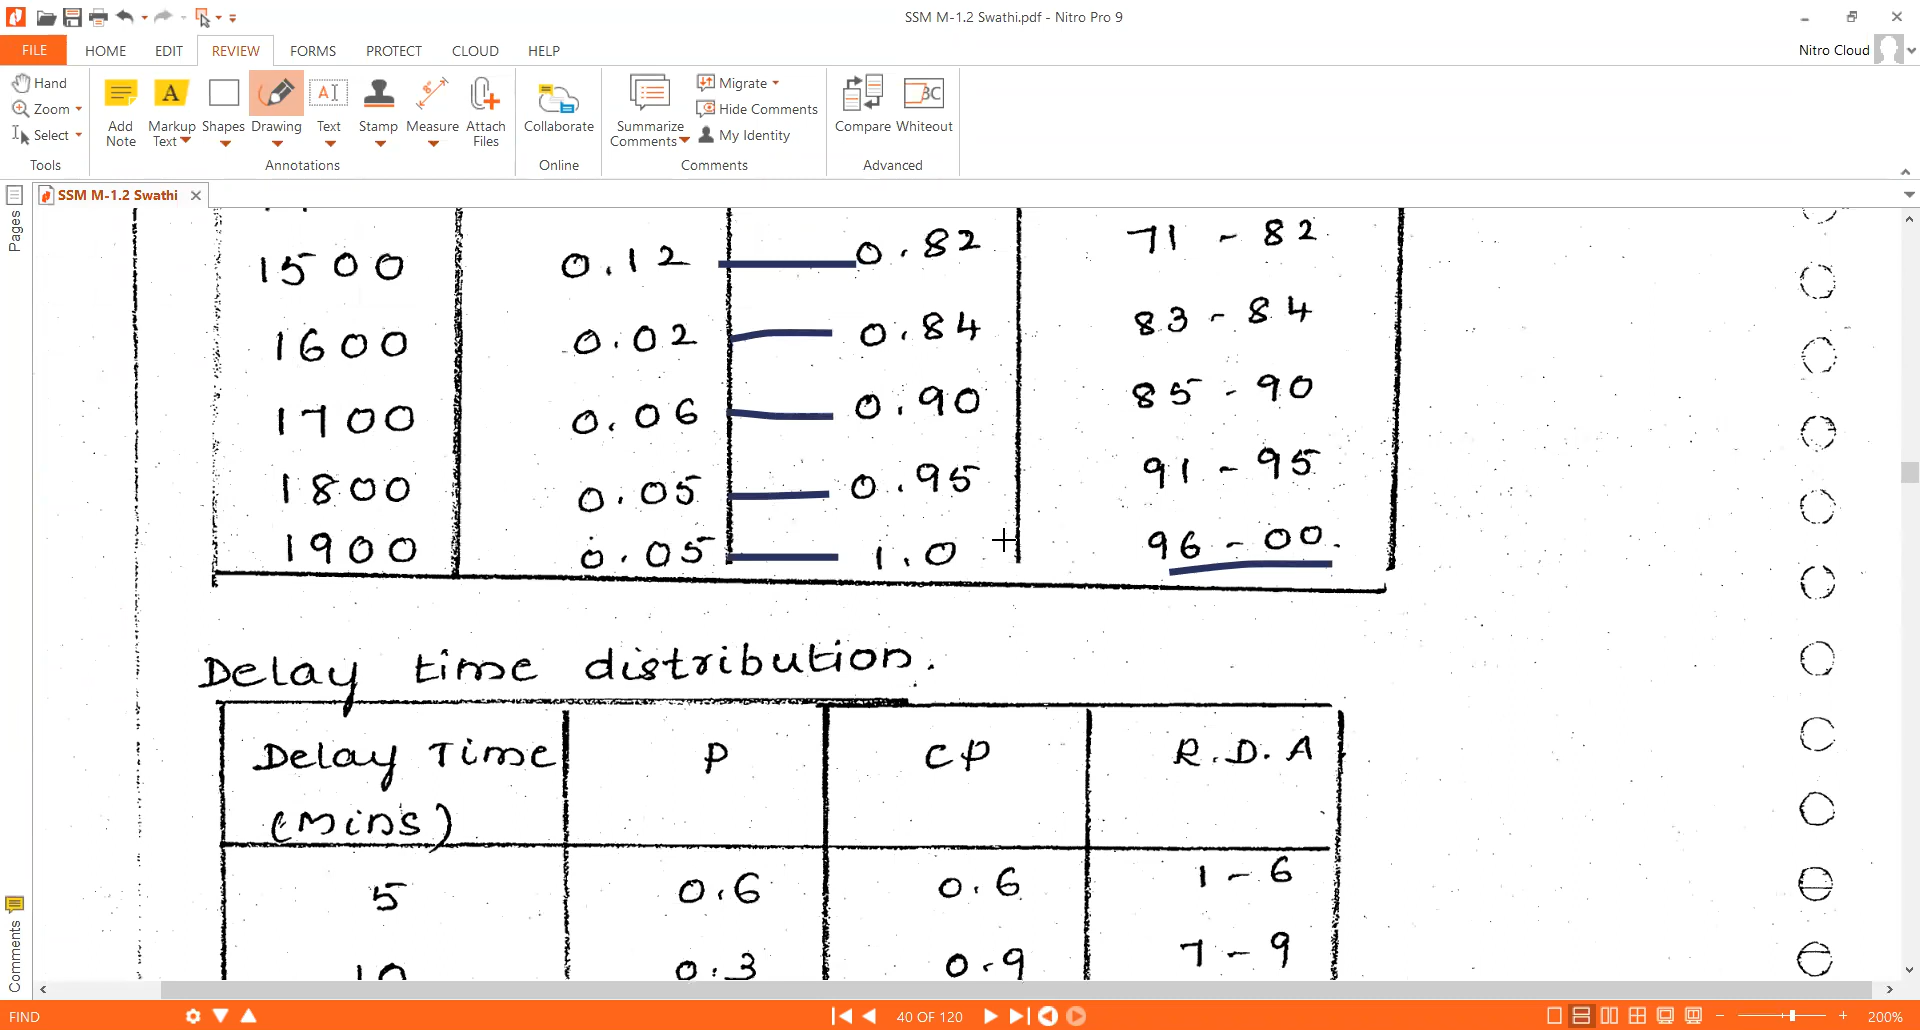 SSM M-1.2 Swathi.pdf - Nitro Pro 9
FILE HOME EDIT REVIEW FORMS PROTECT CLOUD HELP
Nitro Cloud
Hand
Zoom
Select
Tools
Add Note
Markup Text
Shapes
Drawing
Text
Stamp
Measure
Attach Files
Annotations
Collaborate
Online
Summarize Comments
Migrate
Hide Comments
My Identity
Comments
Compare
Whiteout
Advanced
Pages
SSM M-1.2 Swathi
1500 0.12 0.82 71 - 82
1600 0.02 0.84 83 - 84
1700 0.06 0.90 85 - 90
1800 0.05 0.95 91 - 95
1900 0.05 1.0 96 - 00.
Delay time distribution.
Delay Time P CP R.D.A
(Mins)
5 0.6 0.6 1 - 6
10 0.3 0.9 7 - 9
Comments
FIND
40 OF 120
200%